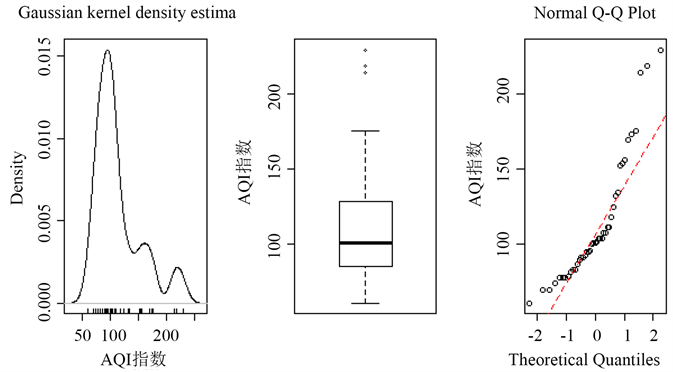 Gaussian kernel density estima
Density
0.000
0.005
0.010
0.015
50
100
200
AQI指数
AQI指数
100
150
200
Normal Q-Q Plot
AQI指数
100
150
200
-2
-1
0
1
2
Theoretical Quantiles